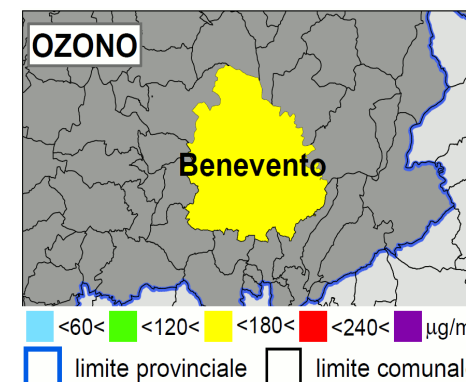 OZONO
Benevento
<60< <120< <180< <240< µg/m
limite provinciale limite comunal